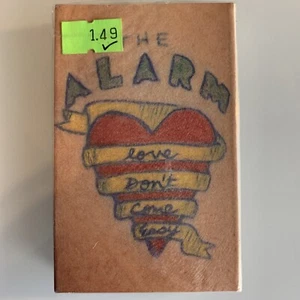 1.49
THE
ALARM
love
Don't
Come
Easy